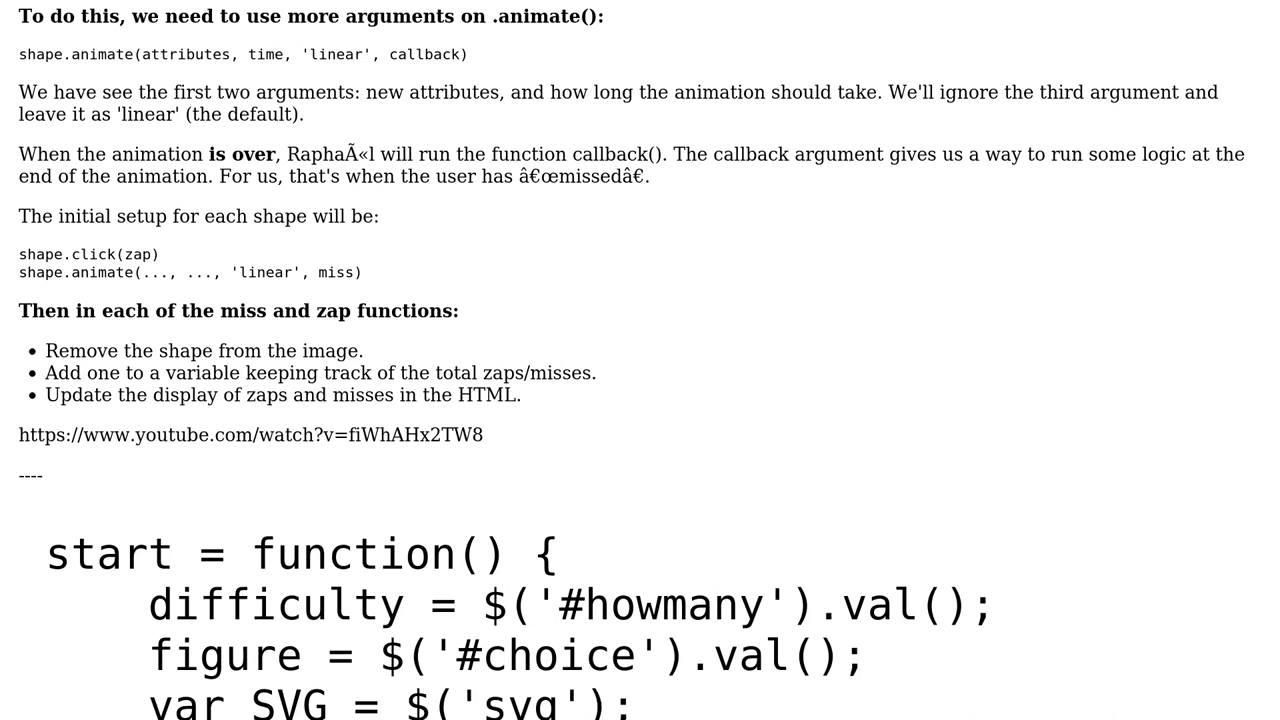 To do this, we need to use more arguments on .animate():
shape.animate(attributes, time, 'linear', callback)
We have see the first two arguments: new attributes, and how long the animation should take. We'll ignore the third argument and
leave it as 'linear' (the default).
When the animation is over, RaphaÃ«l will run the function callback(). The callback argument gives us a way to run some logic at the
end of the animation. For us, that's when the user has â€œmissedâ€.
The initial setup for each shape will be:
shape.click(zap)
shape.animate(..., ..., 'linear', miss)
Then in each of the miss and zap functions:
• Remove the shape from the image.
• Add one to a variable keeping track of the total zaps/misses.
• Update the display of zaps and misses in the HTML.
https://www.youtube.com/watch?v=fiWhAHx2TW8
----
start = function() {
    difficulty = $('#howmany').val();
    figure = $('#choice').val();
    var SVG = $('svg');